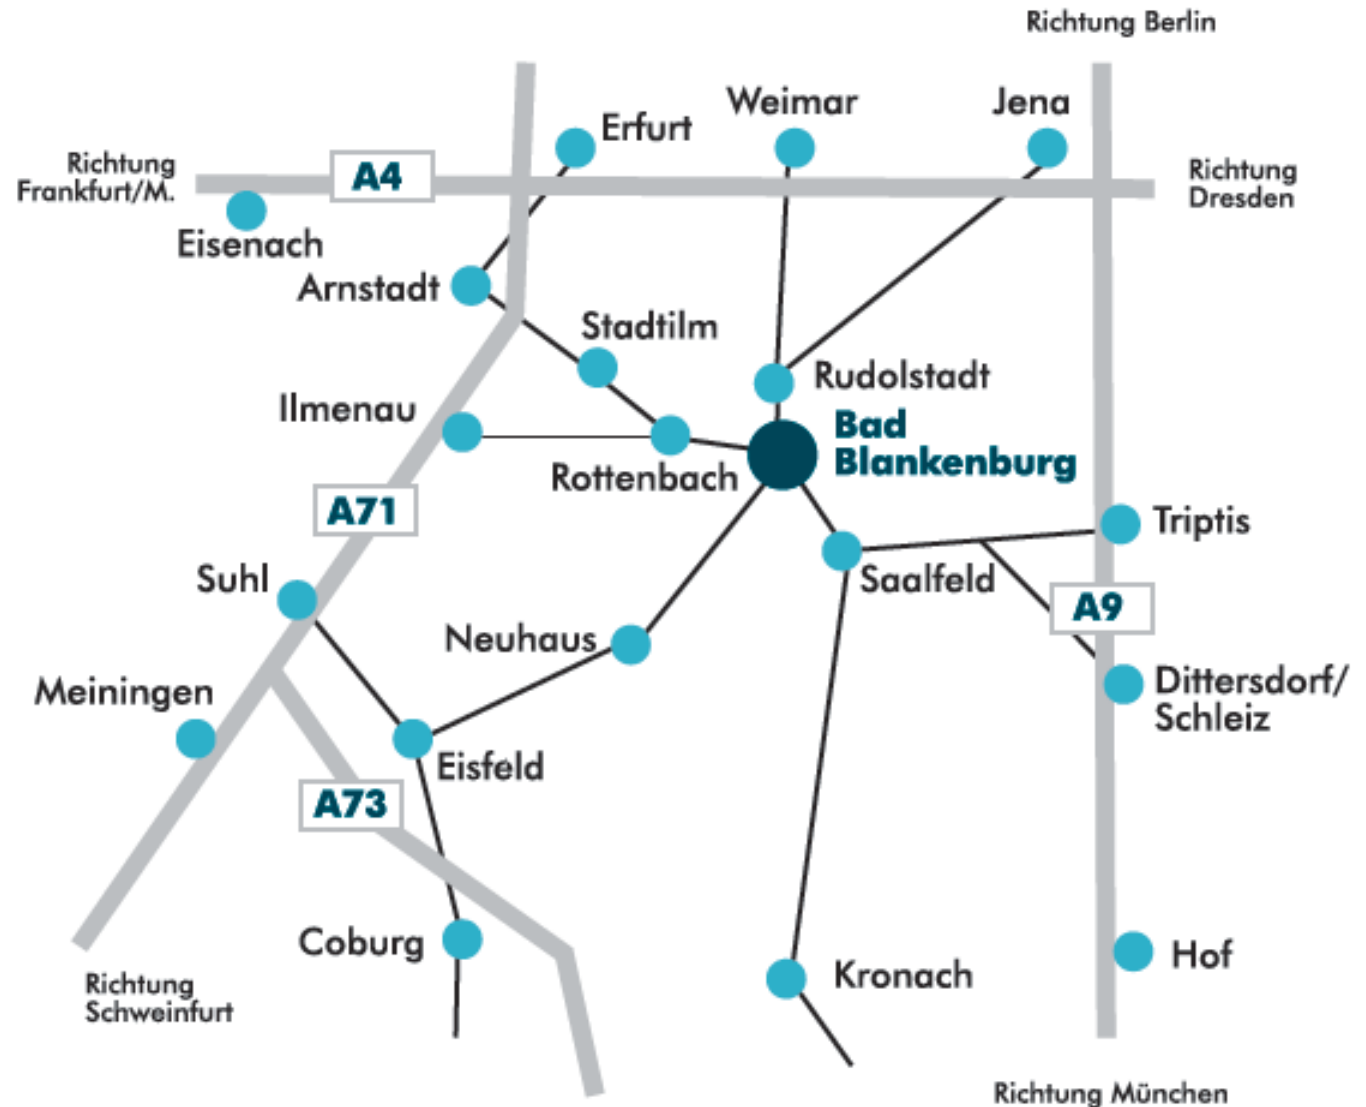 Richtung Berlin
Weimar
Jena
Erfurt
Richtung
Frankfurt/M.
A4
Richtung
Dresden
Eisenach
Arnstadt
Stadtilm
Rudolstadt
Ilmenau
Bad
Blankenburg
Rottenbach
A71
Triptis
Suhl
Saalfeld
A9
Neuhaus
Meiningen
Dittersdorf/
Schleiz
Eisfeld
A73
Coburg
Hof
Kronach
Richtung
Schweinfurt
Richtung München